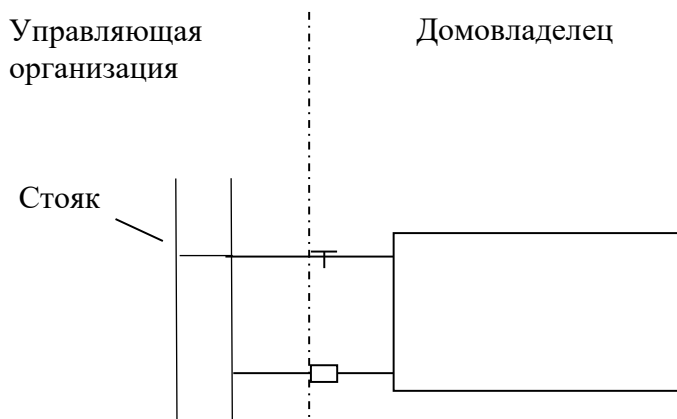 Управляющая
организация
Домовладелец
Стояк